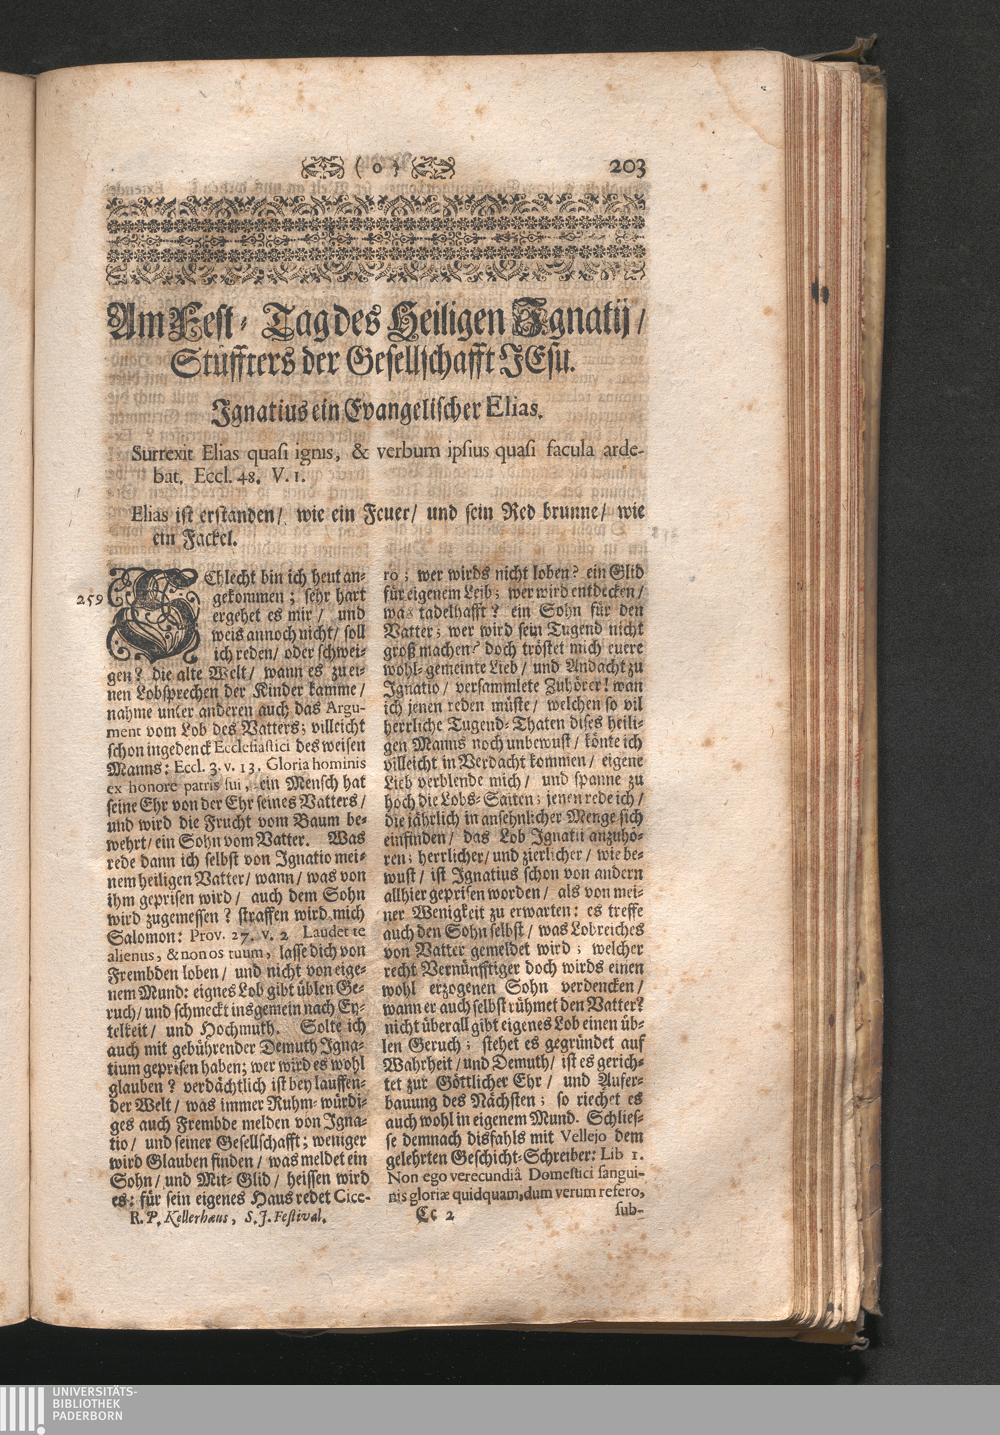 ( o )
203
Am Fest-Tag des Heiligen Ignatij /
Stüffters der Gesellschafft JEsu.
Ignatius ein Evangelischer Elias.
Surrexit Elias quasi ignis, & verbum ipsius quasi facula arde-
bat. Eccl. 48. V. 1.
Elias ist erstanden / wie ein Feuer / und sein Red brunne / wie
ein Fackel.
259
SChlecht bin ich heut an-
gekommen; sehr hart
ergehet es mir / und
weis annoch nicht / soll
ich reden / oder schwei-
gen? die alte Welt / wann es zu ei-
nen Lobsprechen der Kinder kamme /
nahme unter anderen auch das Argu-
ment vom Lob des Vatters; villeicht
schon ingedenck Ecclesiastici des weisen
Manns: Eccl. 3. v. 13. Gloria hominis
ex honore patris sui, ein Mensch hat
seine Ehr von der Ehr seines Vatters /
und wird die Frucht vom Baum be-
wehrt / ein Sohn vom Vatter. Was
rede dann ich selbst von Ignatio mei-
nem heiligen Vatter / wann / was von
ihm geprisen wird / auch dem Sohn
wird zugemessen? straffen wird mich
Salomon: Prov. 27. v. 2 Laudet te
alienus, & non os tuum, lasse dich von
Frembden loben / und nicht von eige-
nem Mund: eignes Lob gibt üblen Ge-
ruch / und schmeckt insgemein nach Ey-
telkeit / und Hochmuth. Solte ich
auch mit gebührender Demuth Igna-
tium geprisen haben; wer wird es wohl
glauben? verdächtlich ist bey lauffen-
der Welt / was immer Ruhm-würdi-
ges auch Frembde melden von Igna-
tio / und seiner Gesellschafft; weniger
wird Glauben finden / was meldet ein
Sohn / und Mit-Glid / heissen wird
es: für sein eigenes Haus redet Cice-
ro; wer wirds nicht loben? ein Glid
für eigenem Leib; wer wird entdecken /
was tadelhafft? ein Sohn für den
Vatter; wer wird sein Tugend nicht
groß machen? doch tröstet mich euere
wohl-gemeinte Lieb / und Andacht zu
Ignatio / versammlete Zuhörer! wan
ich jenen reden müste / welchen so vil
herrliche Tugend-Thaten dises heili-
gen Manns noch unbewust / könte ich
villeicht in Verdacht kommen / eigene
Lieb verblende mich / und spanne zu
hoch die Lobs-Saiten; jenen rede ich /
die jährlich in ansehnlicher Menge sich
einfinden / das Lob Ignatii anzuhö-
ren; herrlicher / und zierlicher / wie be-
wust / ist Ignatius schon von andern
allhier geprisen worden / als von mei-
ner Wenigkeit zu erwarten: es treffe
auch den Sohn selbst / was Lobreiches
von Vatter gemeldet wird; welcher
recht Vernünfftiger doch wirds einen
wohl erzogenen Sohn verdencken /
wann er auch selbst rühmet den Vatter?
nicht überall gibt eigenes Lob einen üb-
len Geruch; stehet es gegründet auf
Wahrheit / und Demuth / ist es gerich-
tet zur Göttlicher Ehr / und Aufer-
bauung des Nächsten; so riechet es
auch wohl in eigenem Mund. Schlies-
se demnach disfahls mit Vellejo dem
gelehrten Geschicht-Schreiber: Lib 1.
Non ego verecundiâ Domestici sangui-
nis gloriæ quidquam, dum verum refero,
R. P. Kellerhaus, S. J. Festival.
Cc 2
sub-
UNIVERSITÄTS-
BIBLIOTHEK
PADERBORN